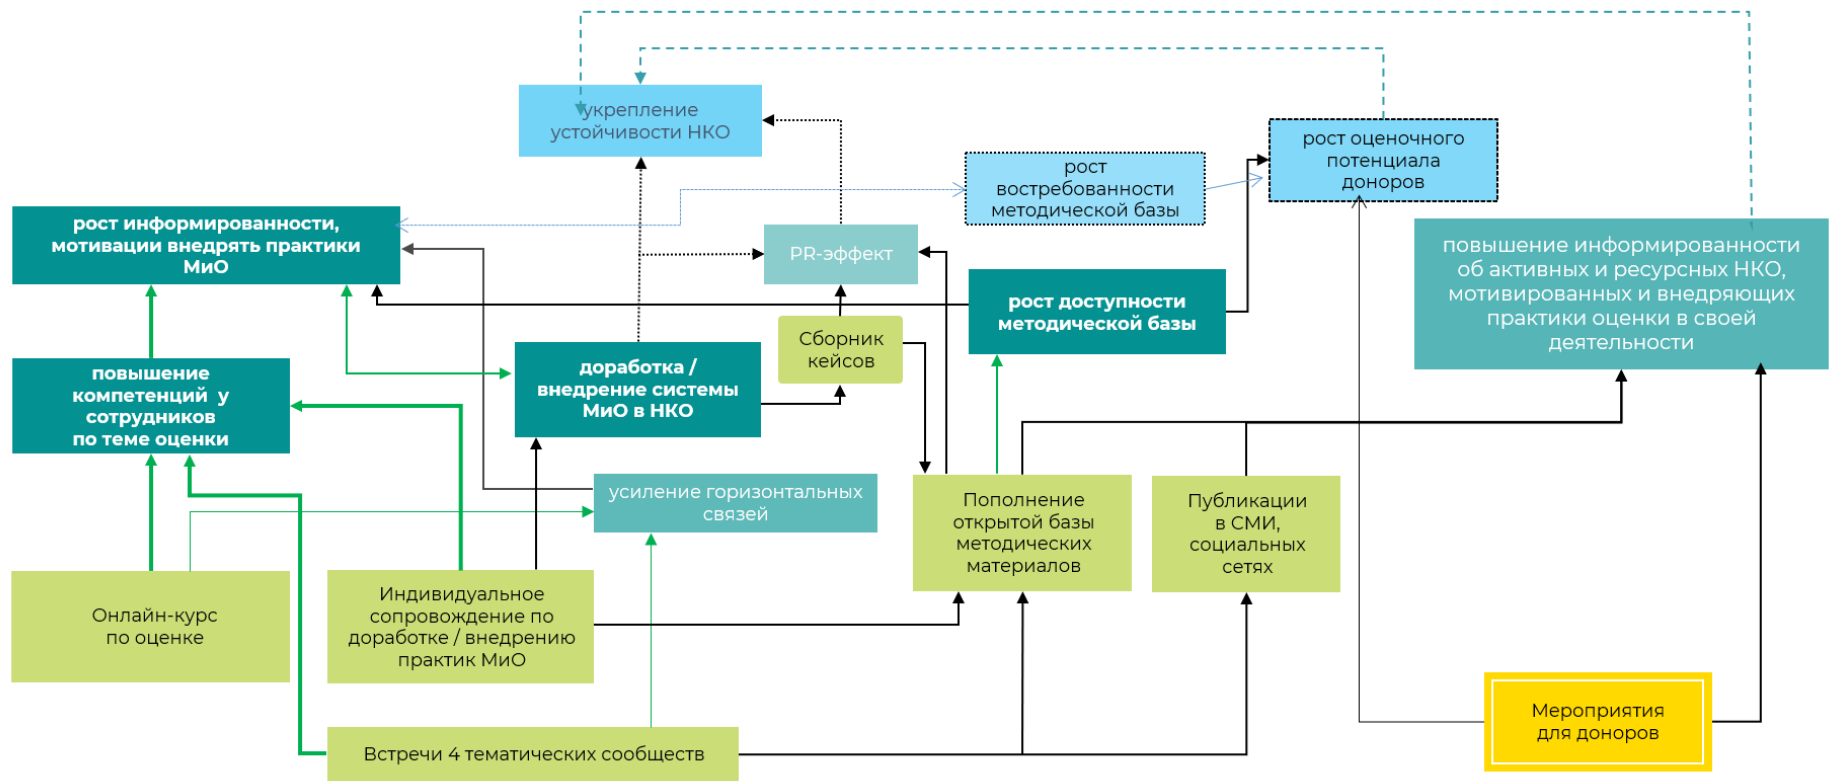 укрепление
устойчивости НКО
рост
востребованности
методической базы
рост оценочного
потенциала
доноров
рост информированности,
мотивации внедрять практики
МиО
PR-эффект
повышение информированности
об активных и ресурсных НКО,
мотивированных и внедряющих
практики оценки в своей
деятельности
рост доступности
методической базы
Сборник
кейсов
доработка /
внедрение системы
МиО в НКО
повышение
компетенций у
сотрудников
по теме оценки
усиление горизонтальных
связей
Пополнение
открытой базы
методических
материалов
Публикации
в СМИ,
социальных
сетях
Онлайн-курс
по оценке
Индивидуальное
сопровождение по
доработке / внедрению
практик МиО
Мероприятия
для доноров
Встречи 4 тематических сообществ